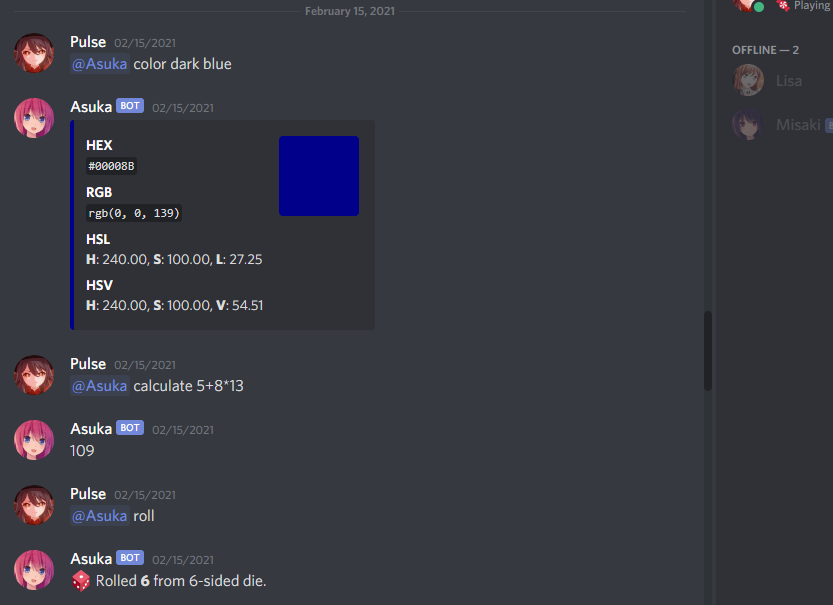 February 15, 2021
Playing
Pulse 02/15/2021
@Asuka color dark blue
OFFLINE — 2
Lisa
Misaki
Asuka BOT 02/15/2021
HEX
#00008B
RGB
rgb(0, 0, 139)
HSL
H: 240.00, S: 100.00, L: 27.25
HSV
H: 240.00, S: 100.00, V: 54.51
Pulse 02/15/2021
@Asuka calculate 5+8*13
Asuka BOT 02/15/2021
109
Pulse 02/15/2021
@Asuka roll
Asuka BOT 02/15/2021
Rolled 6 from 6-sided die.